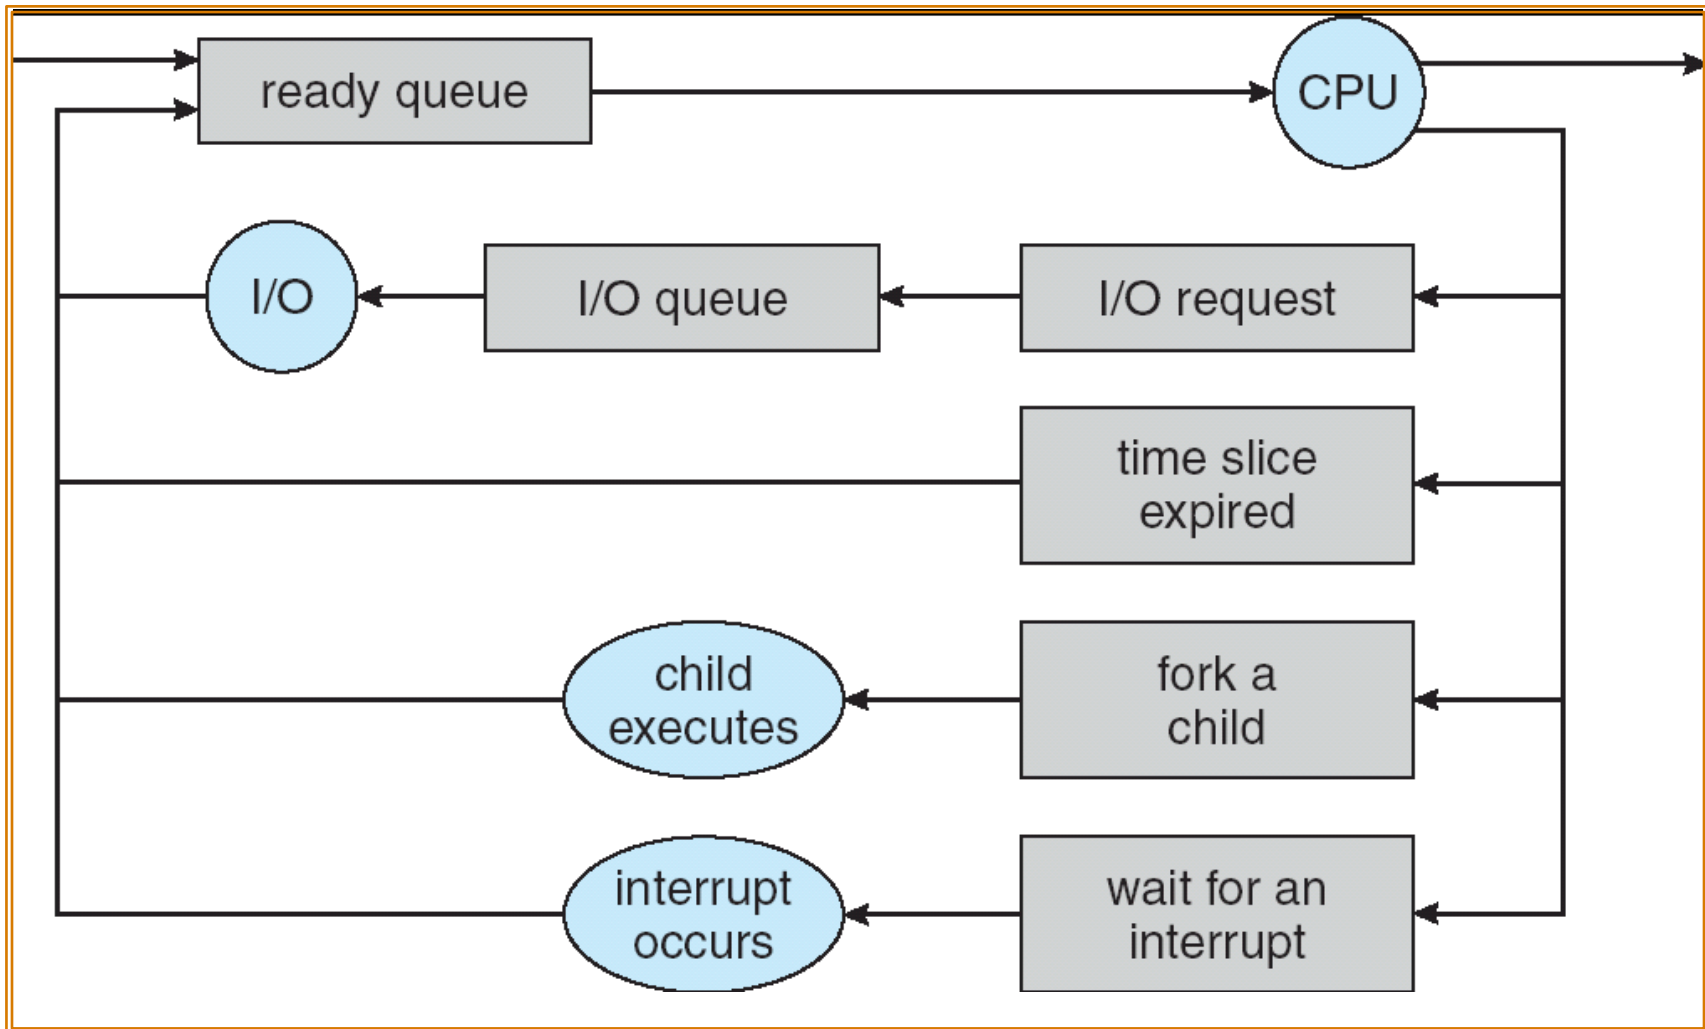 ready queue
CPU
I/O
I/O queue
I/O request
time slice
expired
child
executes
fork a
child
interrupt
occurs
wait for an
interrupt